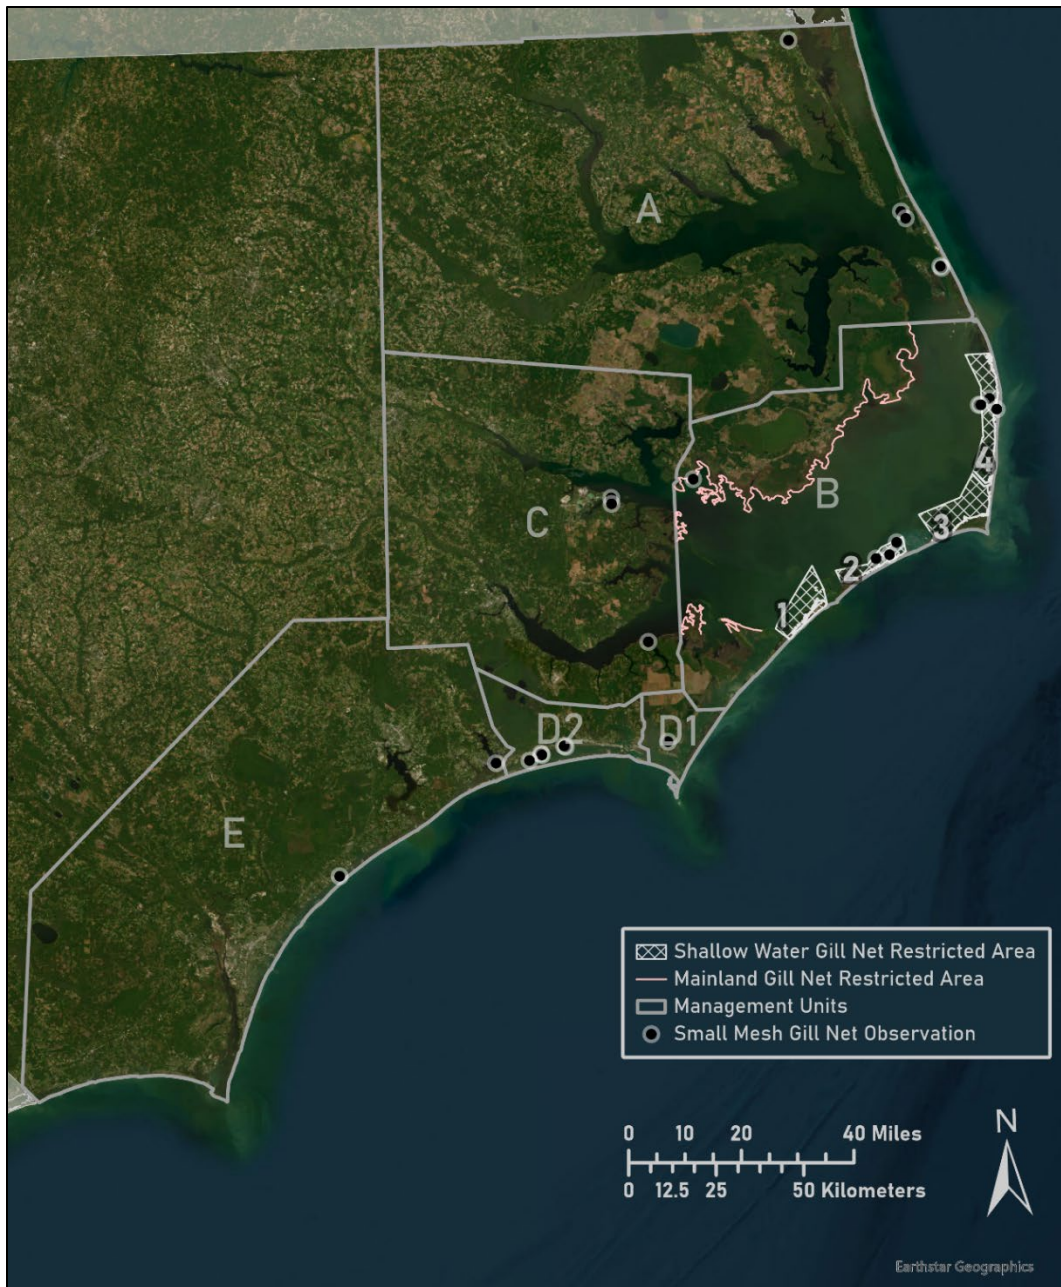 A
B
4
C
3
2
1
D2
D1
E
Shallow Water Gill Net Restricted Area
Mainland Gill Net Restricted Area
Management Units
Small Mesh Gill Net Observation
0 10 20 40 Miles
0 12.5 25 50 Kilometers
N
Earthstar Geographics